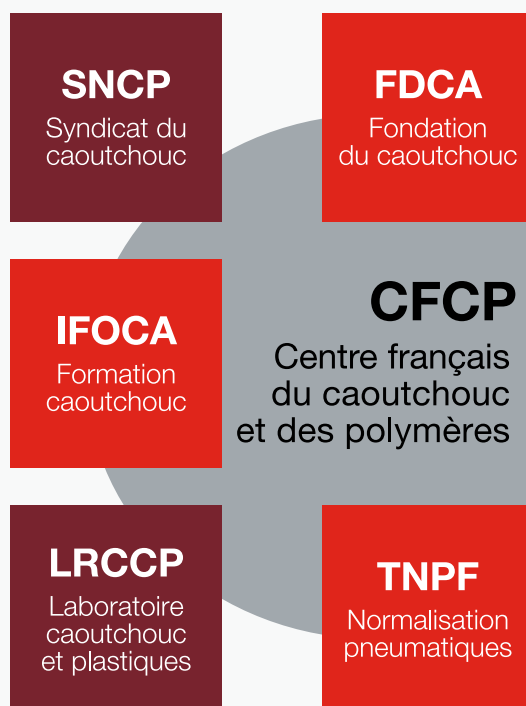 SNCP
Syndicat du
caoutchouc
FDCA
Fondation
du caoutchouc
IFOCA
Formation
caoutchouc
CFCP
Centre français
du caoutchouc
et des polymères
LRCCP
Laboratoire
caoutchouc
et plastiques
TNPF
Normalisation
pneumatiques